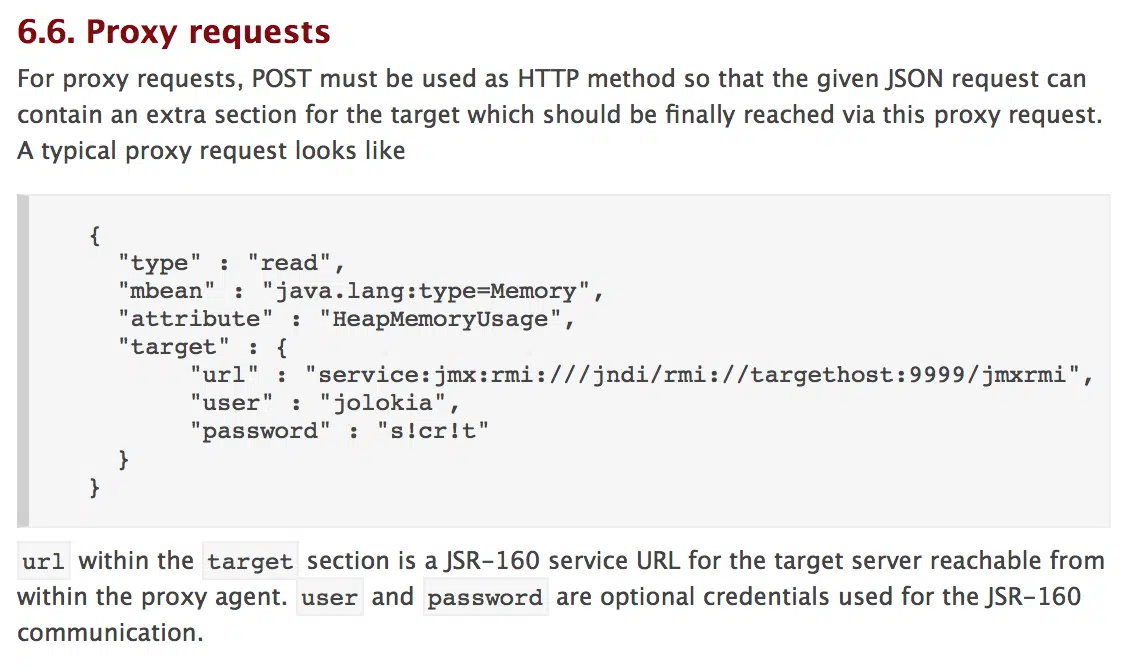 6.6. Proxy requests
For proxy requests, POST must be used as HTTP method so that the given JSON request can
contain an extra section for the target which should be finally reached via this proxy request.
A typical proxy request looks like
{
"type" : "read",
"mbean" : "java.lang:type=Memory",
"attribute" : "HeapMemoryUsage",
"target" : {
"url" : "service:jmx:rmi:///jndi/rmi://targethost:9999/jmxrmi",
"user" : "jolokia",
"password" : "s!cr!t"
}
}
url within the target section is a JSR-160 service URL for the target server reachable from
within the proxy agent. user and password are optional credentials used for the JSR-160
communication.